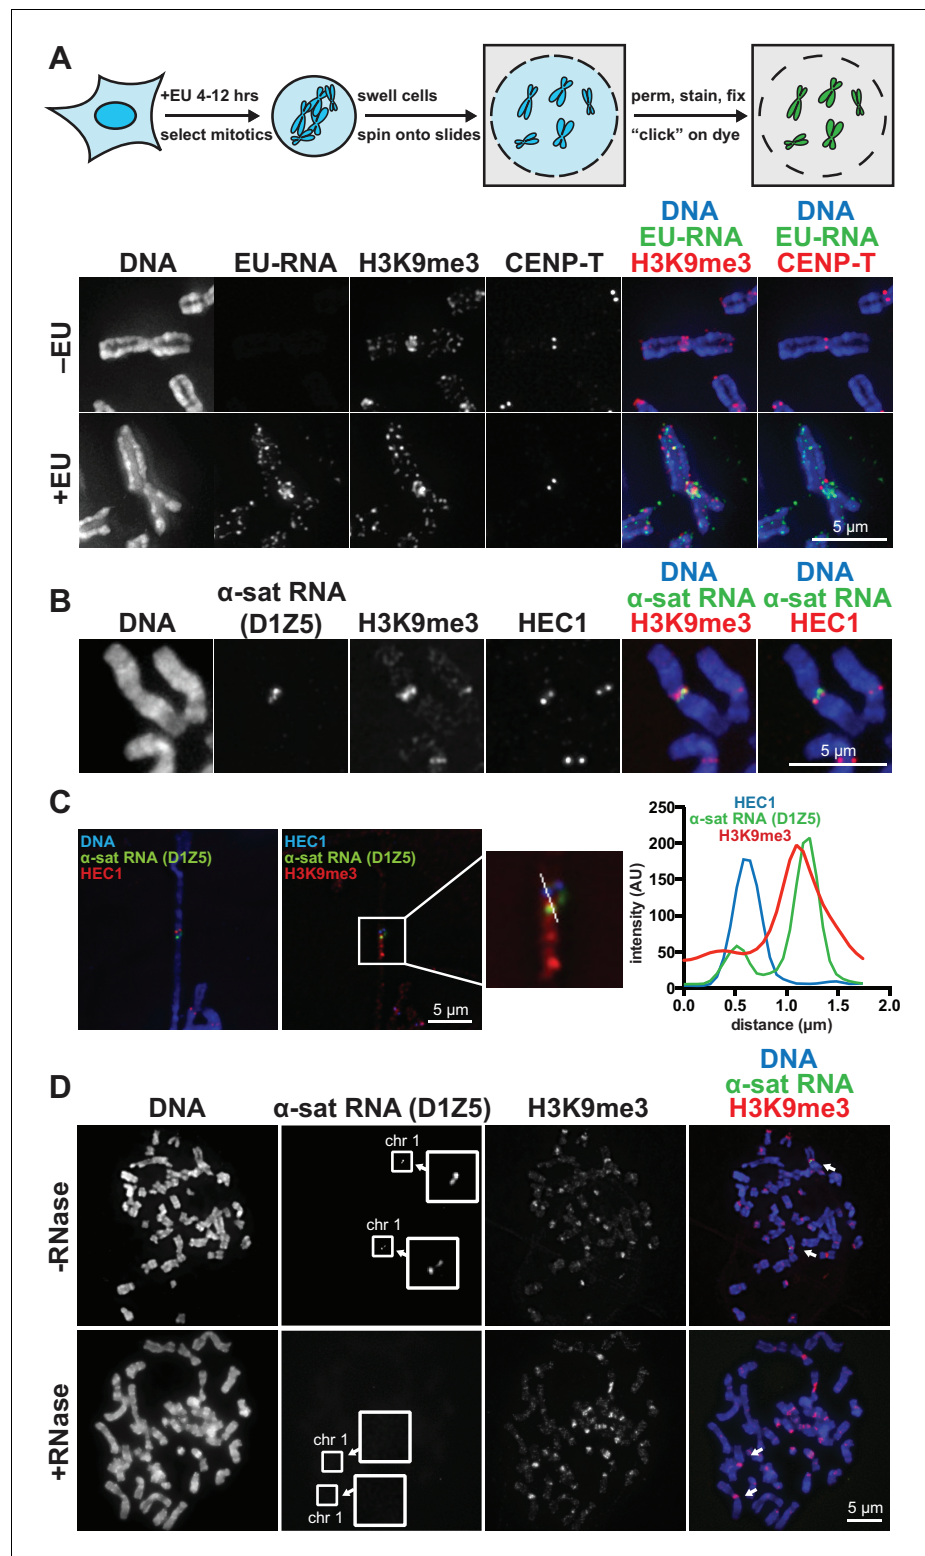 A
+EU 4-12 hrs
select mitotics
swell cells
spin onto slides
perm, stain, fix
“click” on dye
DNA
EU-RNA
H3K9me3
CENP-T
DNA
EU-RNA
H3K9me3
DNA
EU-RNA
CENP-T
–EU
+EU
5 µm
B
DNA
α-sat RNA
(D1Z5)
H3K9me3
HEC1
DNA
α-sat RNA
H3K9me3
DNA
α-sat RNA
HEC1
5 µm
C
DNA
α-sat RNA (D1Z5)
HEC1
HEC1
α-sat RNA (D1Z5)
H3K9me3
5 µm
HEC1
α-sat RNA (D1Z5)
H3K9me3
intensity (AU)
250
200
150
100
50
0
0.0 0.5 1.0 1.5 2.0
distance (µm)
D
DNA
α-sat RNA (D1Z5)
H3K9me3
DNA
α-sat RNA
H3K9me3
-RNase
chr 1
chr 1
+RNase
chr 1
chr 1
5 µm